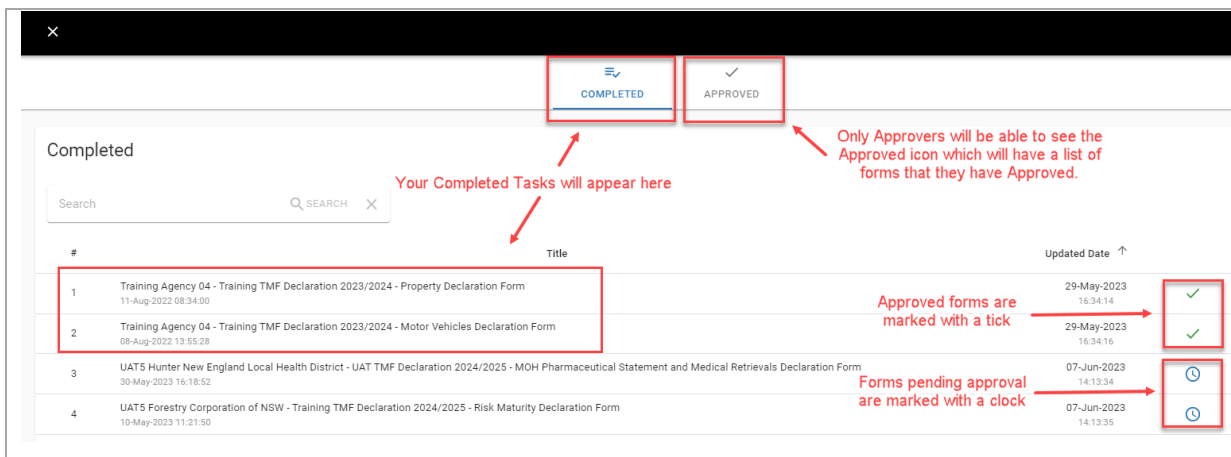 COMPLETED
APPROVED
Only Approvers will be able to see the
Approved icon which will have a list of
forms that they have Approved.
Completed
Your Completed Tasks will appear here
Search
SEARCH
# Title Updated Date
1 Training Agency 04 - Training TMF Declaration 2023/2024 - Property Declaration Form 29-May-2023
11-Aug-2022 08:34:00 16:34:14
Approved forms are
marked with a tick
2 Training Agency 04 - Training TMF Declaration 2023/2024 - Motor Vehicles Declaration Form 29-May-2023
08-Aug-2022 13:55:28 16:34:16
3 UAT5 Hunter New England Local Health District - UAT TMF Declaration 2024/2025 - MOH Pharmaceutical Statement and Medical Retrievals Declaration Form 07-Jun-2023
30-May-2023 16:18:52 14:13:34
Forms pending approval
are marked with a clock
4 UAT5 Forestry Corporation of NSW - Training TMF Declaration 2024/2025 - Risk Maturity Declaration Form 07-Jun-2023
10-May-2023 11:21:50 14:13:35